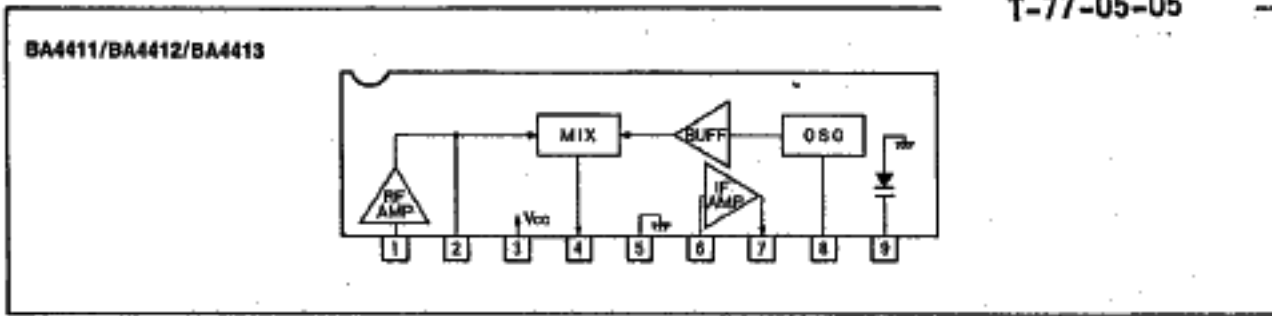 T-77-05-05
BA4411/BA4412/BA4413
MIX
BUFF
OSC
RF
AMP
IF
AMP
Vcc
1 2 3 4 5 6 7 8 9